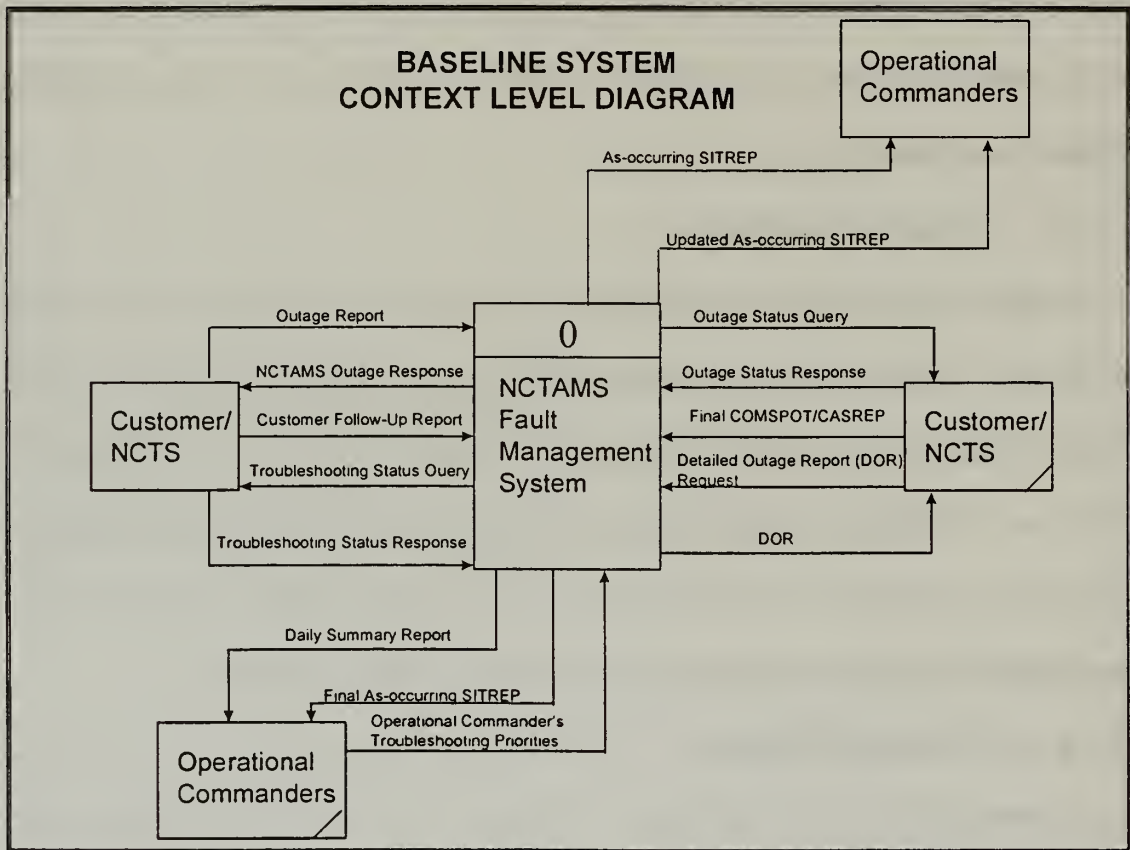 BASELINE SYSTEM
CONTEXT LEVEL DIAGRAM
Operational
Commanders
As-occurring SITREP
Updated As-occurring SITREP
Outage Report
NCTAMS Outage Response
Customer Follow-Up Report
Troubleshooting Status Query
Troubleshooting Status Response
Customer/
NCTS
0
NCTAMS
Fault
Management
System
Outage Status Query
Outage Status Response
Final COMSPOT/CASREP
Detailed Outage Report (DOR)
Request
DOR
Customer/
NCTS
Daily Summary Report
Final As-occurring SITREP
Operational Commander's
Troubleshooting Priorities
Operational
Commanders